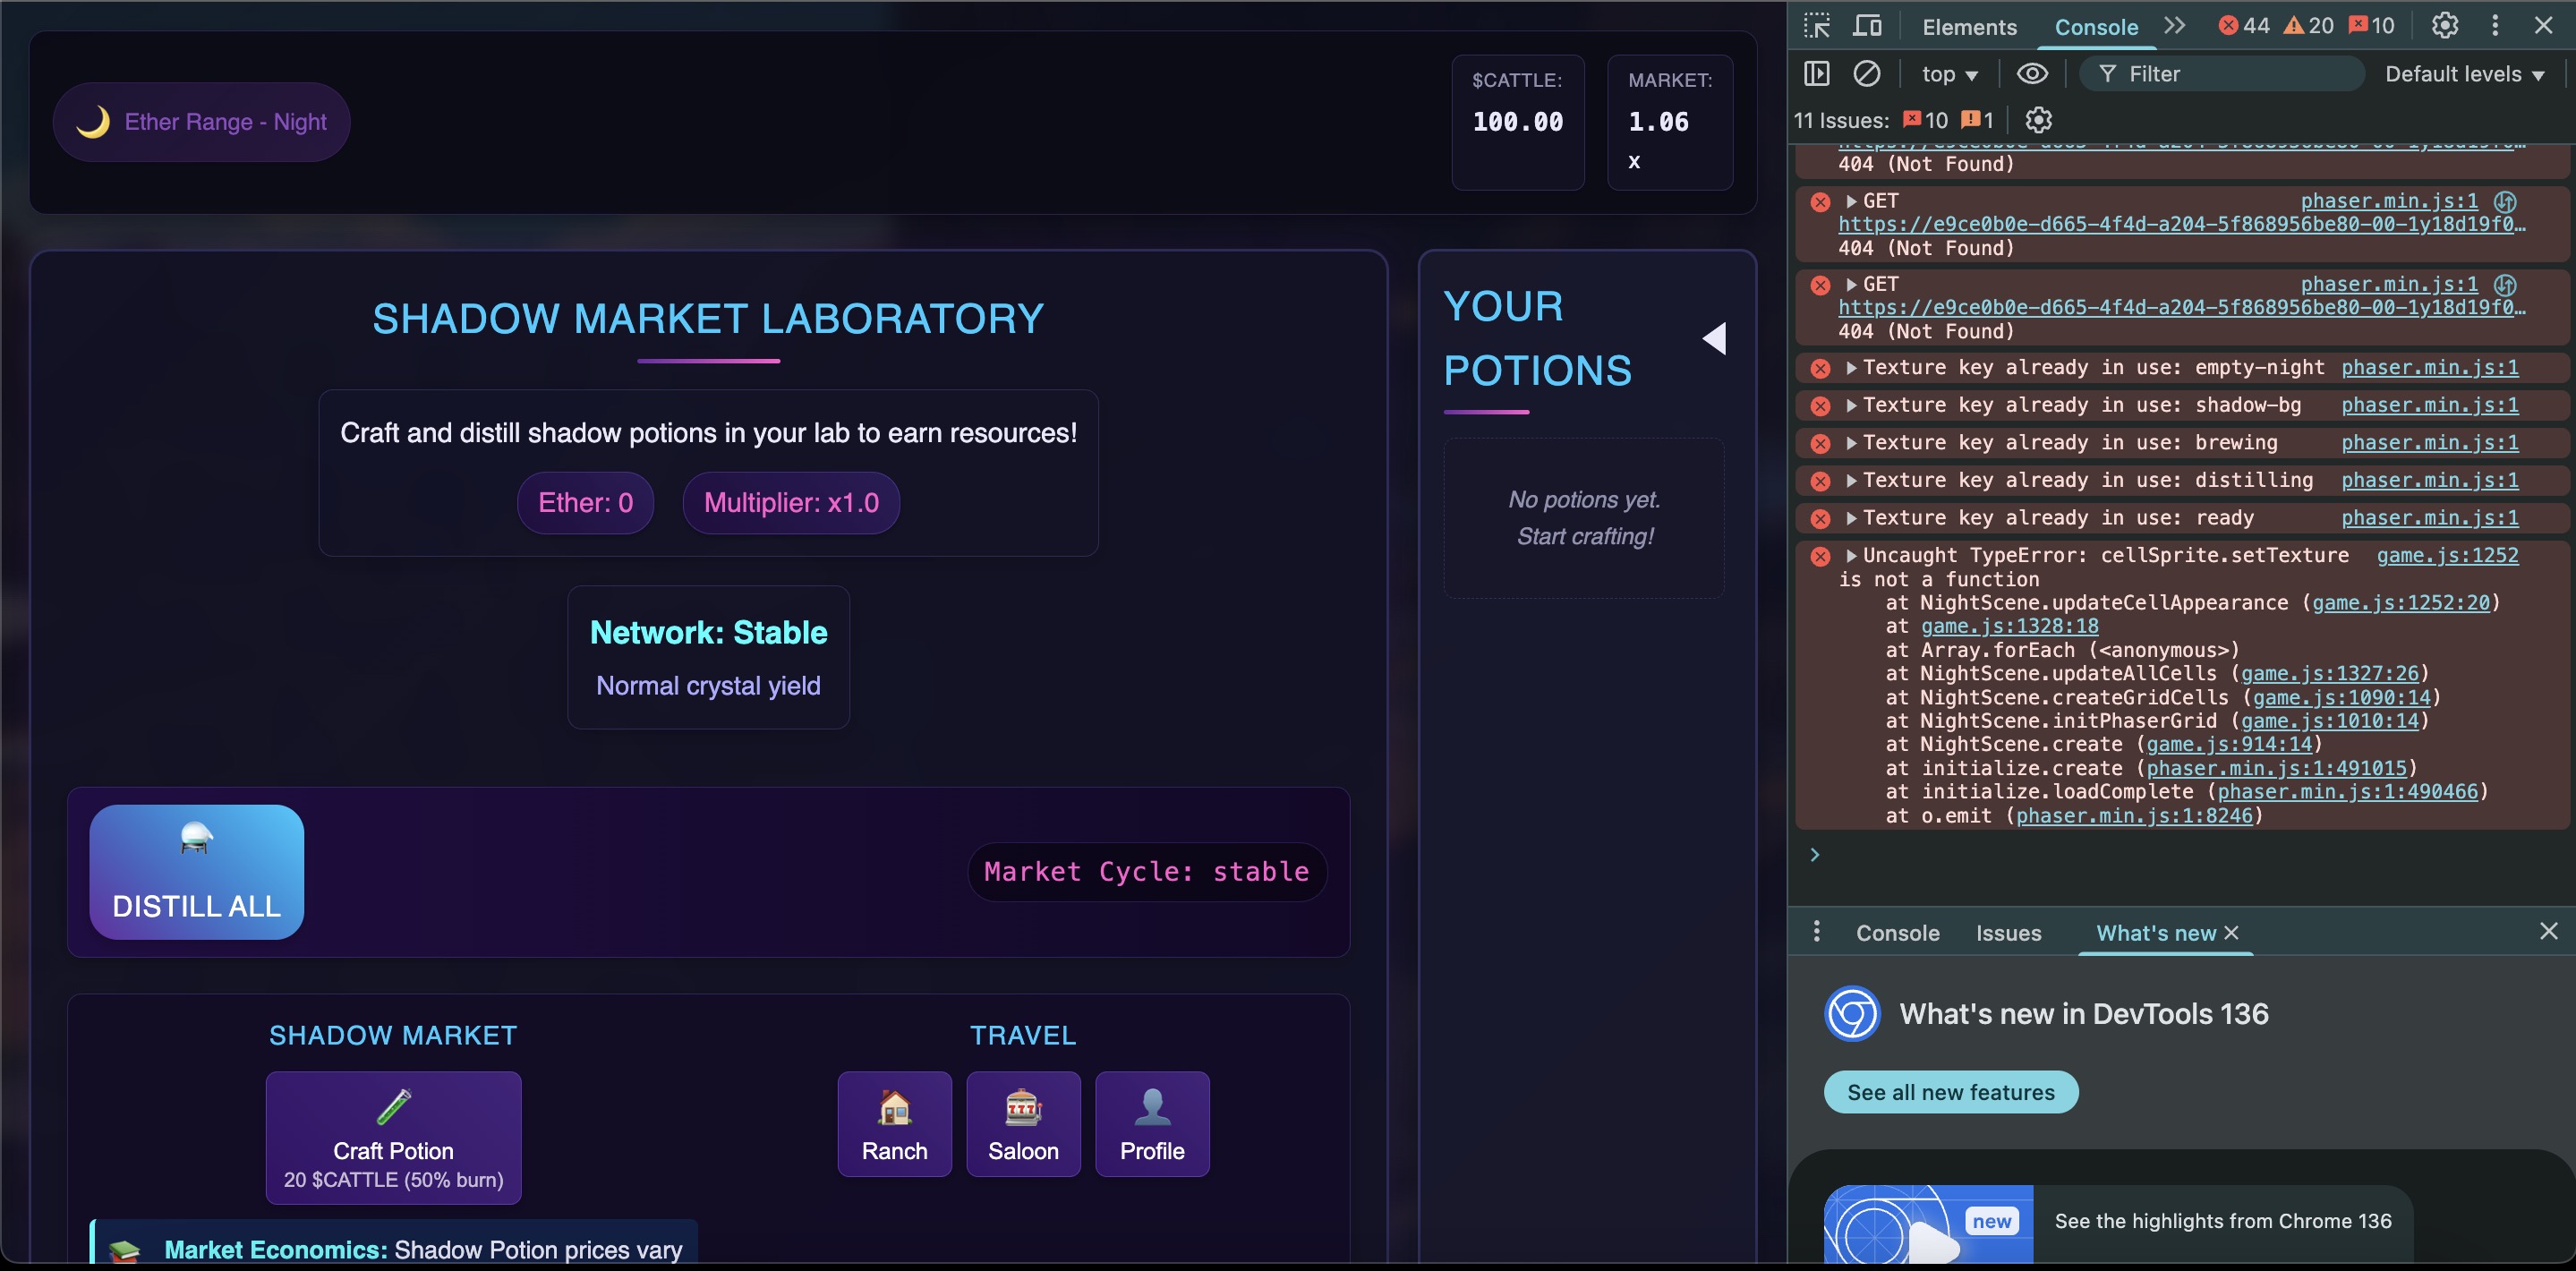 Ether Range - Night
$CATTLE:
100.00
MARKET:
1.06
x
SHADOW MARKET LABORATORY
Craft and distill shadow potions in your lab to earn resources!
Ether: 0
Multiplier: x1.0
Network: Stable
Normal crystal yield
DISTILL ALL
Market Cycle: stable
SHADOW MARKET
Craft Potion
20 $CATTLE (50% burn)
TRAVEL
Ranch
Saloon
Profile
Market Economics: Shadow Potion prices vary
YOUR
POTIONS
No potions yet.
Start crafting!
Elements
Console
44
20
10
top
Filter
Default levels
11 Issues:
10
1
404 (Not Found)
GET phaser.min.js:1
https://e9ce0b0e-d665-4f4d-a204-5f868956be80-00-1y18d19f0…
404 (Not Found)
GET phaser.min.js:1
https://e9ce0b0e-d665-4f4d-a204-5f868956be80-00-1y18d19f0…
404 (Not Found)
Texture key already in use: empty-night phaser.min.js:1
Texture key already in use: shadow-bg phaser.min.js:1
Texture key already in use: brewing phaser.min.js:1
Texture key already in use: distilling phaser.min.js:1
Texture key already in use: ready phaser.min.js:1
Uncaught TypeError: cellSprite.setTexture game.js:1252
is not a function
at NightScene.updateCellAppearance (game.js:1252:20)
at game.js:1328:18
at Array.forEach (<anonymous>)
at NightScene.updateAllCells (game.js:1327:26)
at NightScene.createGridCells (game.js:1090:14)
at NightScene.initPhaserGrid (game.js:1010:14)
at NightScene.create (game.js:914:14)
at initialize.create (phaser.min.js:1:491015)
at initialize.loadComplete (phaser.min.js:1:490466)
at o.emit (phaser.min.js:1:8246)
Console
Issues
What's new
What's new in DevTools 136
See all new features
new
See the highlights from Chrome 136